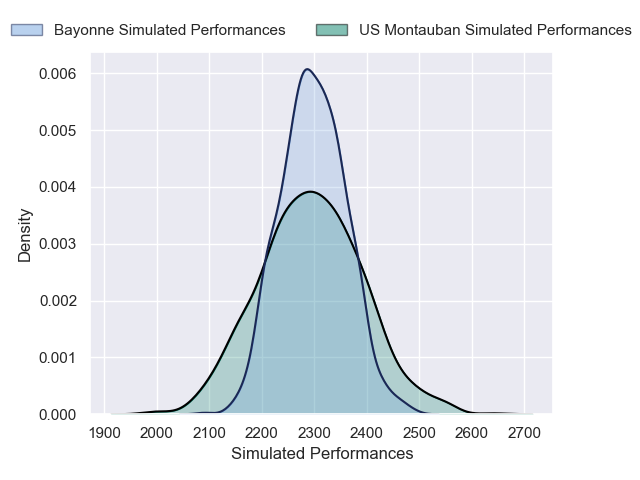 Bayonne Simulated Performances US Montauban Simulated Performances
0.006
0.005
0.004
0.003
0.002
0.001
0.000
Density
1900 2000 2100 2200 2300 2400 2500 2600 2700
Simulated Performances